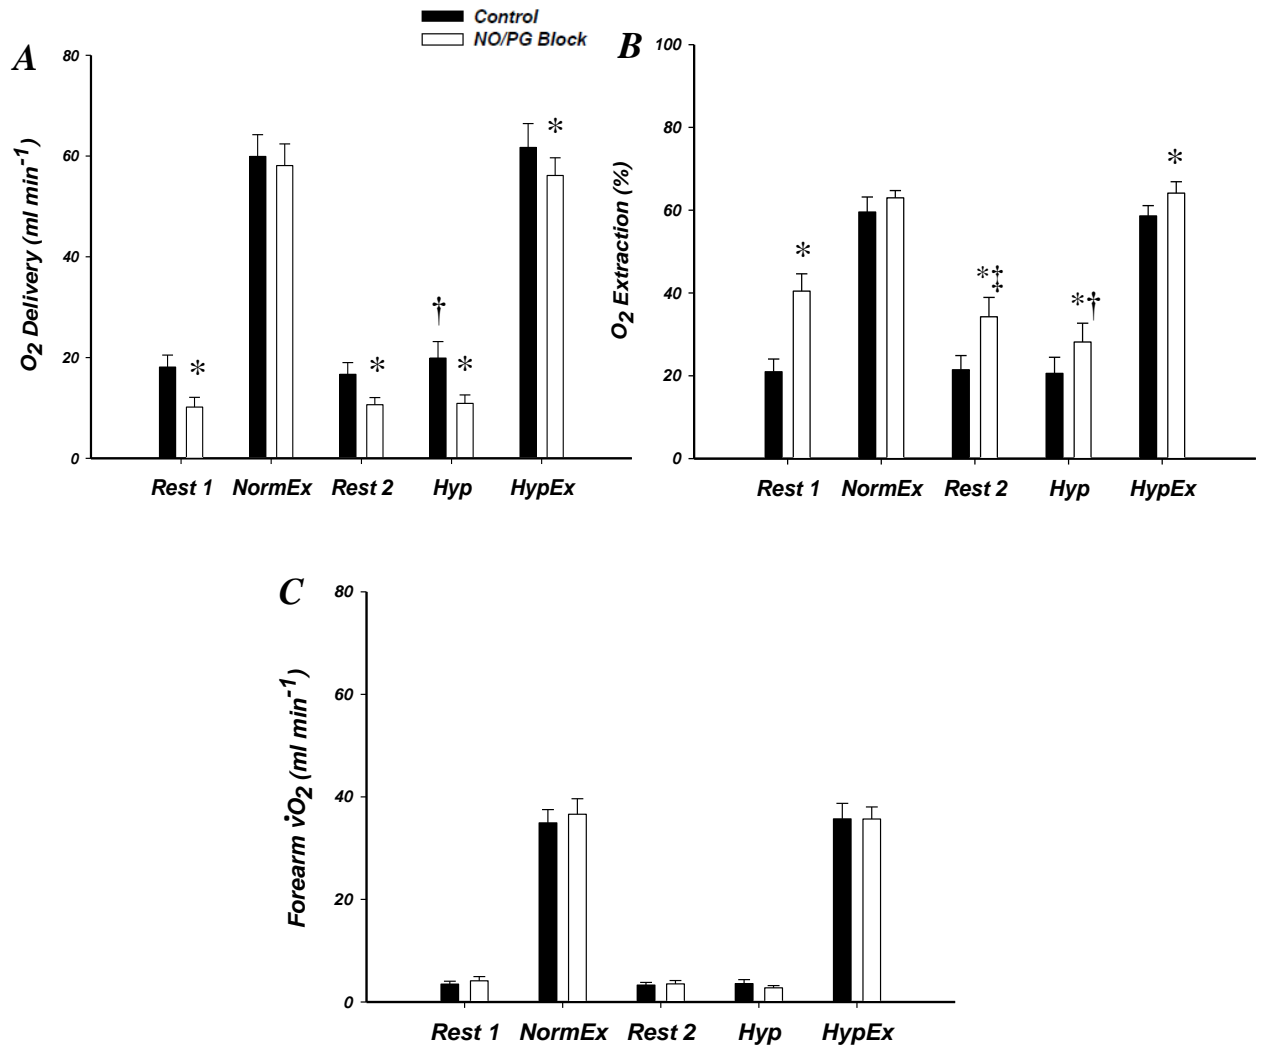 Control
NO/PG Block
A
80
60
40
20
0
O2 Delivery (ml min-1)
*
*
†
*
*
Rest 1 NormEx Rest 2 Hyp HypEx
B
100
80
60
40
20
0
O2 Extraction (%)
*
*‡
*†
*
Rest 1 NormEx Rest 2 Hyp HypEx
C
80
60
40
20
0
Forearm v̇O2 (ml min-1)
Rest 1 NormEx Rest 2 Hyp HypEx